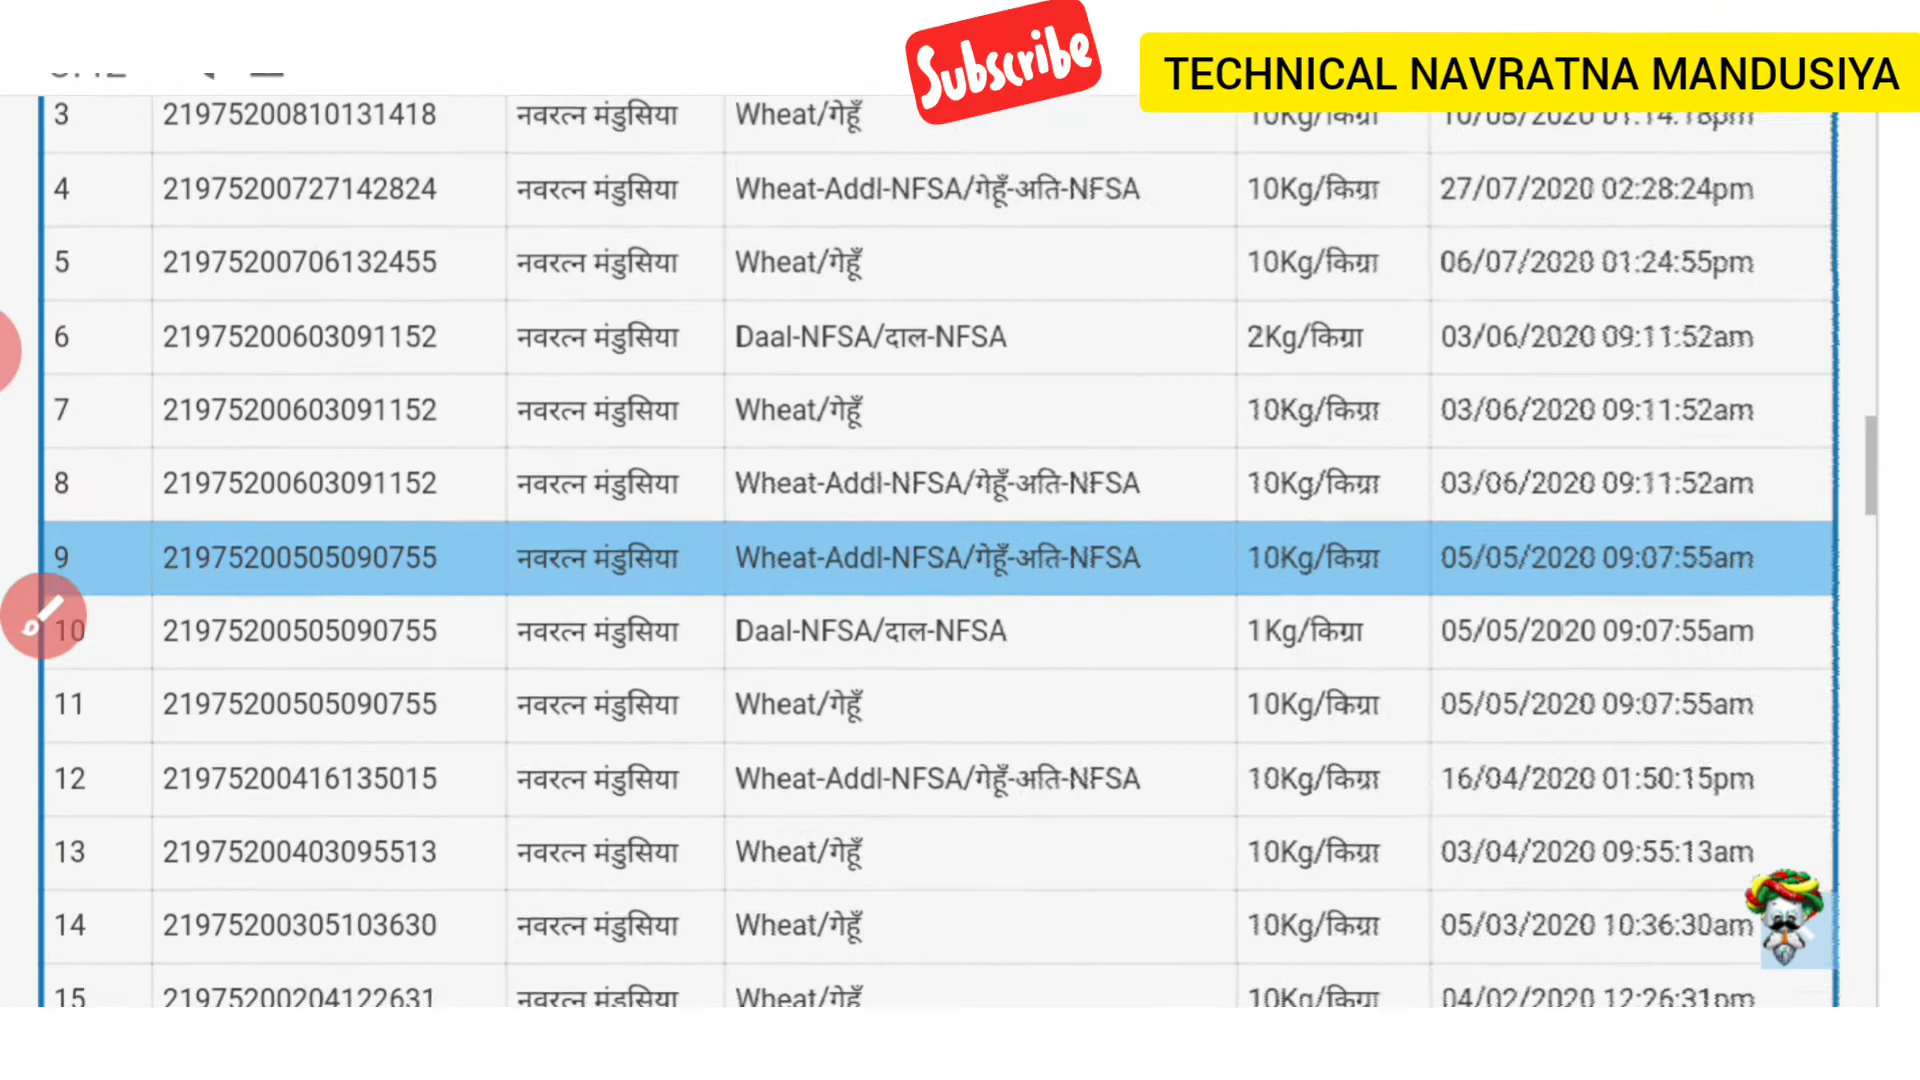 Subscribe
TECHNICAL NAVRATNA MANDUSIYA
3 21975200810131418 नवरत्न मंडुसिया Wheat/गेहूँ 10Kg/किग्रा 10/08/2020 01:14:18pm
4 21975200727142824 नवरत्न मंडुसिया Wheat-Addl-NFSA/गेहूँ-अति-NFSA 10Kg/किग्रा 27/07/2020 02:28:24pm
5 21975200706132455 नवरत्न मंडुसिया Wheat/गेहूँ 10Kg/किग्रा 06/07/2020 01:24:55pm
6 21975200603091152 नवरत्न मंडुसिया Daal-NFSA/दाल-NFSA 2Kg/किग्रा 03/06/2020 09:11:52am
7 21975200603091152 नवरत्न मंडुसिया Wheat/गेहूँ 10Kg/किग्रा 03/06/2020 09:11:52am
8 21975200603091152 नवरत्न मंडुसिया Wheat-Addl-NFSA/गेहूँ-अति-NFSA 10Kg/किग्रा 03/06/2020 09:11:52am
9 21975200505090755 नवरत्न मंडुसिया Wheat-Addl-NFSA/गेहूँ-अति-NFSA 10Kg/किग्रा 05/05/2020 09:07:55am
10 21975200505090755 नवरत्न मंडुसिया Daal-NFSA/दाल-NFSA 1Kg/किग्रा 05/05/2020 09:07:55am
11 21975200505090755 नवरत्न मंडुसिया Wheat/गेहूँ 10Kg/किग्रा 05/05/2020 09:07:55am
12 21975200416135015 नवरत्न मंडुसिया Wheat-Addl-NFSA/गेहूँ-अति-NFSA 10Kg/किग्रा 16/04/2020 01:50:15pm
13 21975200403095513 नवरत्न मंडुसिया Wheat/गेहूँ 10Kg/किग्रा 03/04/2020 09:55:13am
14 21975200305103630 नवरत्न मंडुसिया Wheat/गेहूँ 10Kg/किग्रा 05/03/2020 10:36:30am
15 21975200204122631 नवरत्न मंडुसिया Wheat/गेहूँ 10Kg/किग्रा 04/02/2020 12:26:31pm